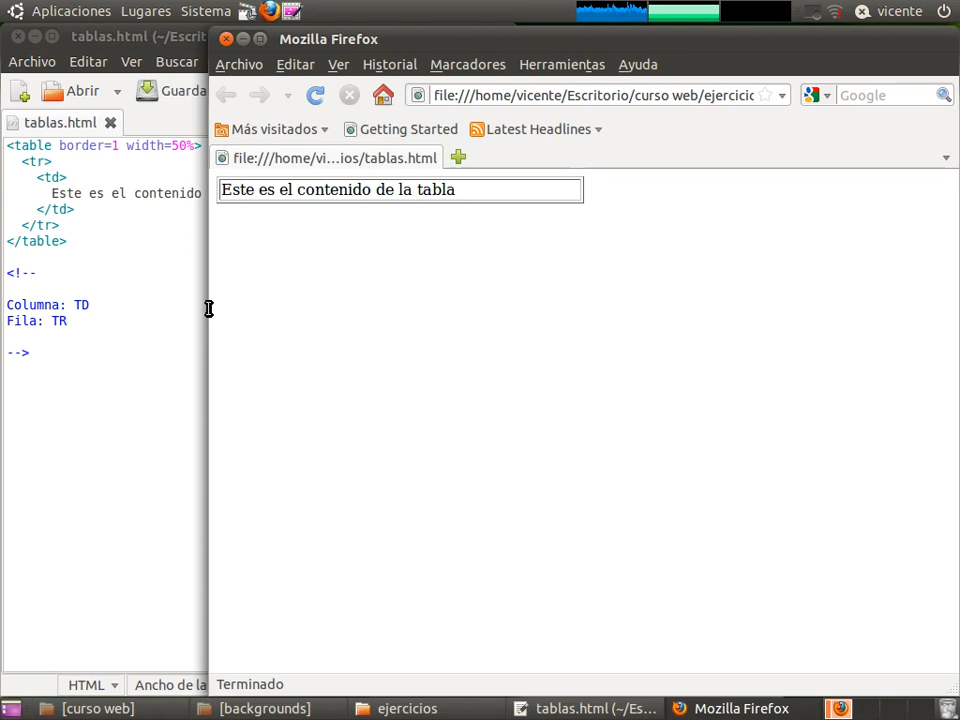 Aplicaciones Lugares Sistema vicente
tablas.html (~/Escrit
Archivo Editar Ver Buscar
Abrir Guarda
tablas.html
<table border=1 width=50%>
<tr>
<td>
Este es el contenido
</td>
</tr>
</table>
<!--
Columna: TD
Fila: TR
-->
HTML Ancho de la
Mozilla Firefox
Archivo Editar Ver Historial Marcadores Herramientas Ayuda
file:///home/vicente/Escritorio/curso web/ejercicio Google
Más visitados Getting Started Latest Headlines
file:///home/vi...ios/tablas.html
Este es el contenido de la tabla
Terminado
[curso web] [backgrounds] ejercicios tablas.html (~/Es... Mozilla Firefox